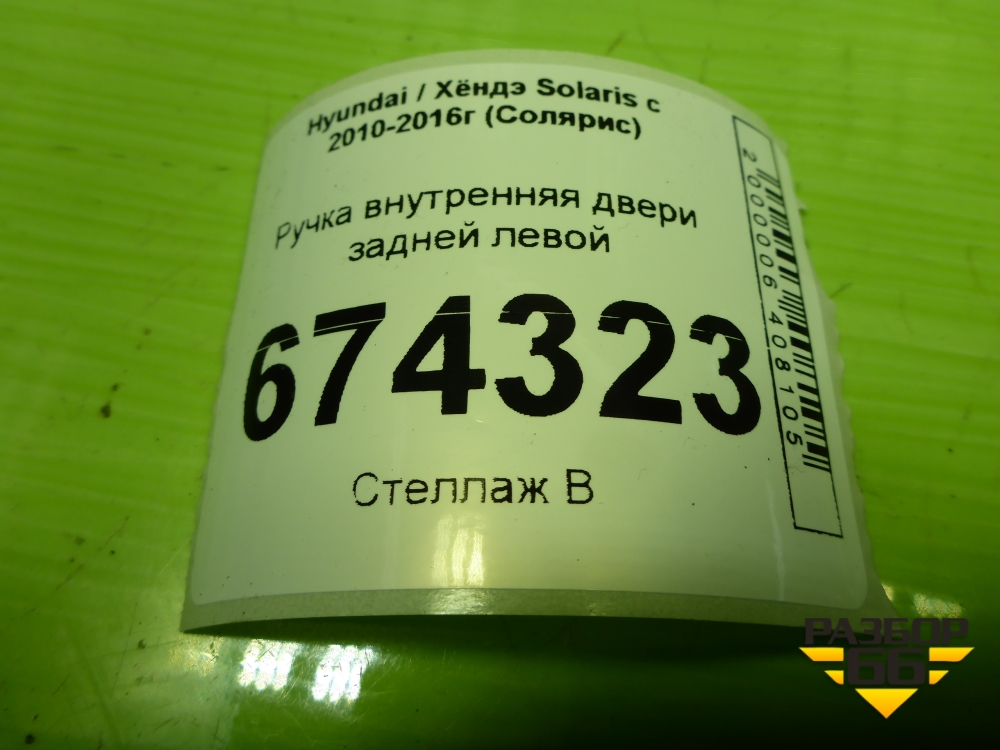 Hyundai / Хёндэ Solaris с
2010-2016г (Солярис)
Ручка внутренняя двери
задней левой
674323
Стеллаж В
2000006408105
РАЗБОР
66